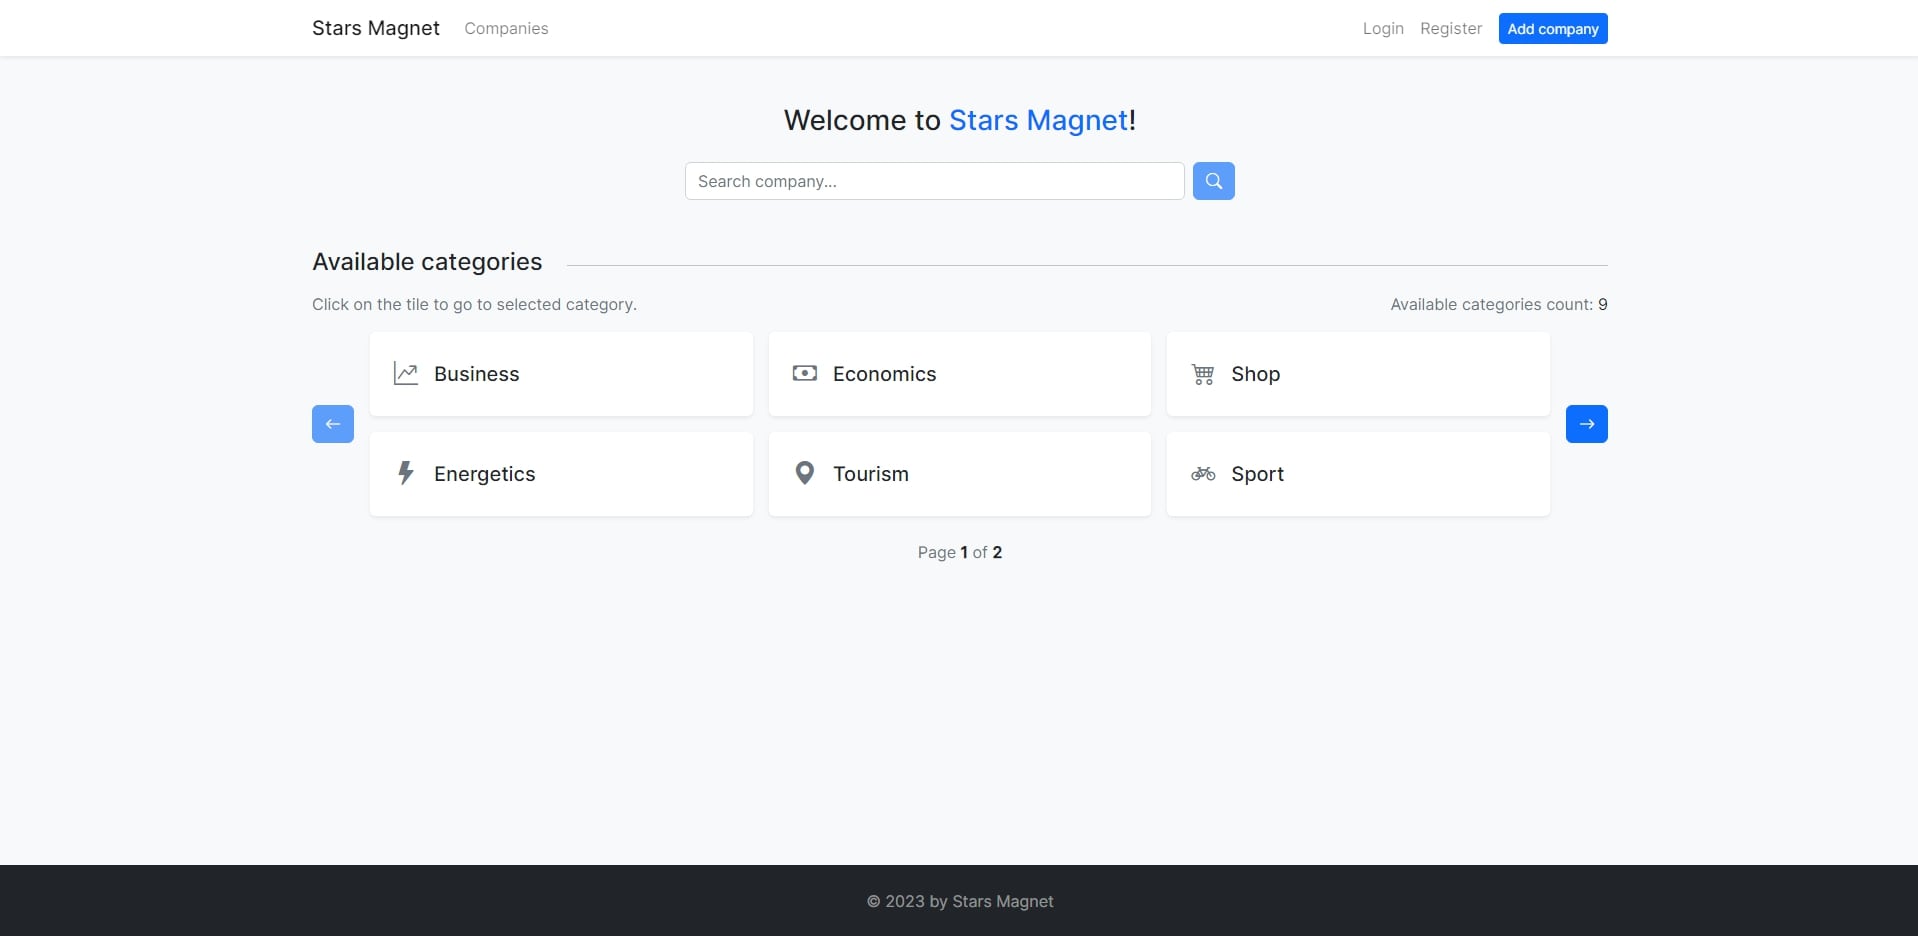 Stars Magnet Companies Login Register Add company
Welcome to Stars Magnet!
Search company...
Available categories
Click on the tile to go to selected category. Available categories count: 9
Business Economics Shop
Energetics Tourism Sport
Page 1 of 2
© 2023 by Stars Magnet